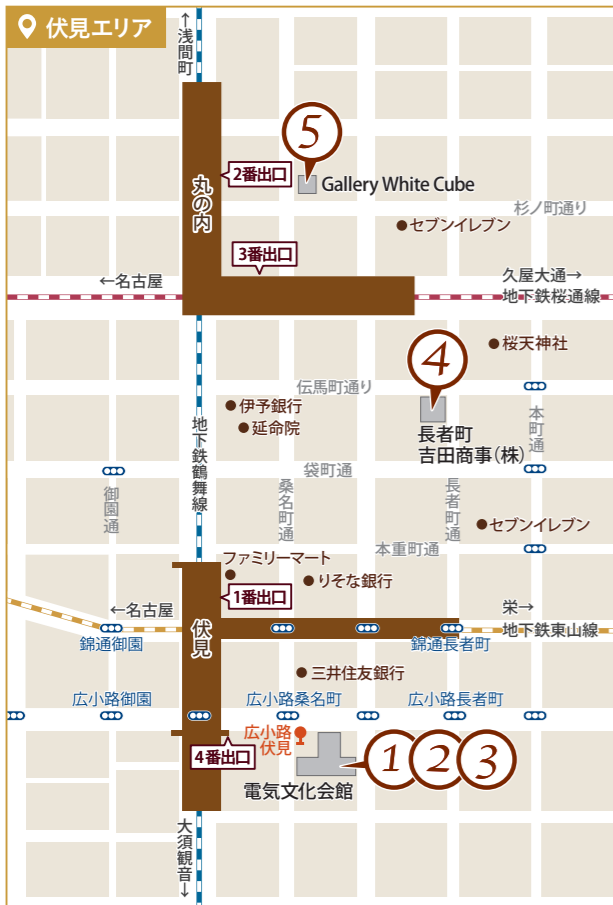 伏見エリア
↑浅間町
丸の内
2番出口
5
Gallery White Cube
杉ノ町通り
セブンイレブン
3番出口
←名古屋
久屋大通→
地下鉄桜通線
桜天神社
4
伝馬町通り
伊予銀行
延命院
長者町
吉田商事(株)
本町通
地下鉄鶴舞線
袋町通
御園通
桑名町通
長者町通
セブンイレブン
本重町通
ファミリーマート
りそな銀行
1番出口
←名古屋
伏見
栄→
地下鉄東山線
錦通御園
錦通長者町
三井住友銀行
広小路御園
広小路桑名町
広小路長者町
広小路
伏見
4番出口
1 2 3
電気文化会館
大須観音↓